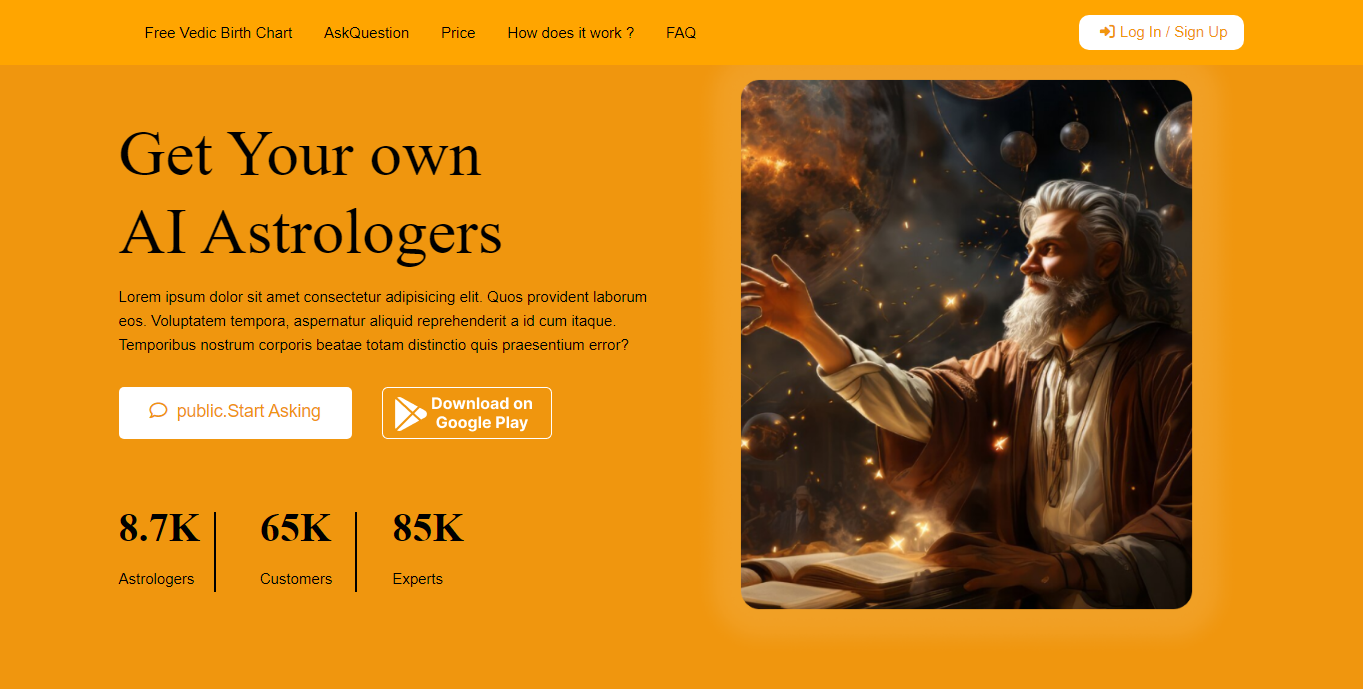 Free Vedic Birth Chart AskQuestion Price How does it work ? FAQ Log In / Sign Up
Get Your own
AI Astrologers
Lorem ipsum dolor sit amet consectetur adipisicing elit. Quos provident laborum
eos. Voluptatem tempora, aspernatur aliquid reprehenderit a id cum itaque.
Temporibus nostrum corporis beatae totam distinctio quis praesentium error?
public.Start Asking
Download on
Google Play
8.7K 65K 85K
Astrologers Customers Experts